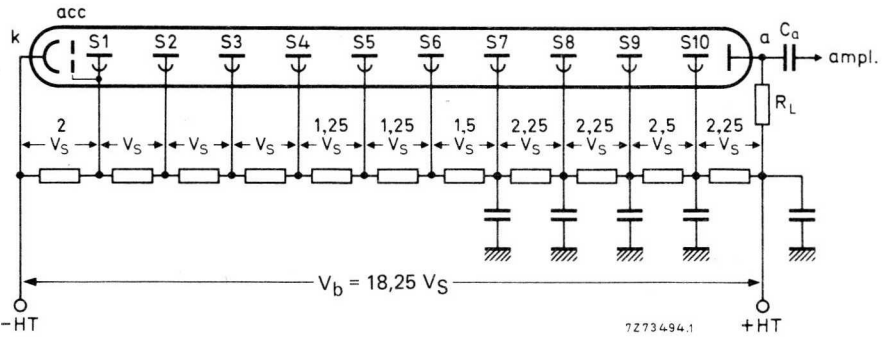 acc
k S1 S2 S3 S4 S5 S6 S7 S8 S9 S10 a Ca ampl.
RL
2 1,25 1,25 1,5 2,25 2,25 2,5 2,25
VS VS VS VS VS VS VS VS VS VS VS
Vb = 18,25 VS
-HT 7Z73494.1 +HT